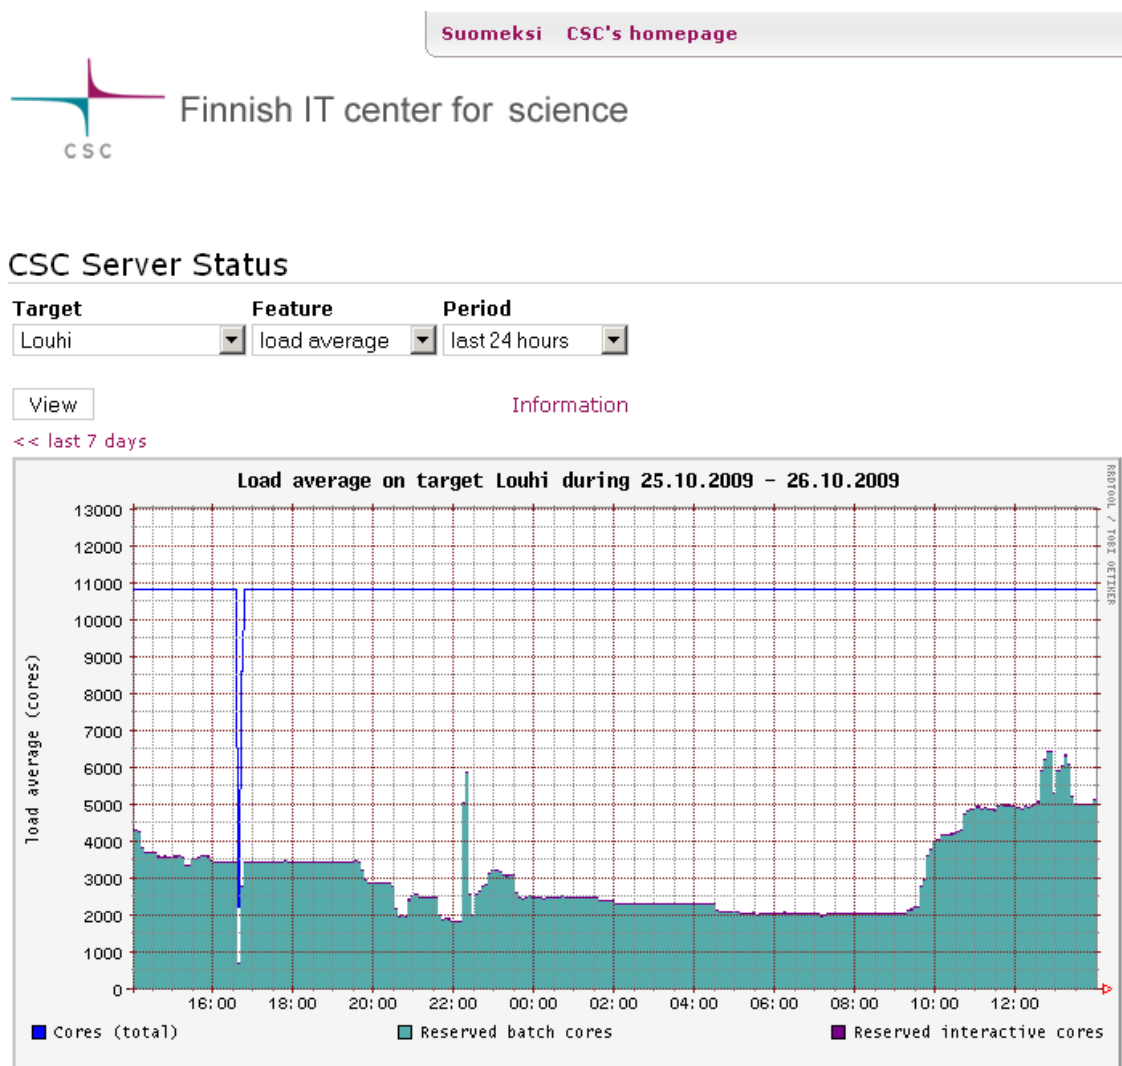 Suomeksi CSC's homepage
Finnish IT center for science
CSC
CSC Server Status
Target Feature Period
Louhi load average last 24 hours
View Information
<< last 7 days
Load average on target Louhi during 25.10.2009 - 26.10.2009
RRDTOOL / TOBI OETIKER
load average (cores)
13000
12000
11000
10000
9000
8000
7000
6000
5000
4000
3000
2000
1000
0
16:00 18:00 20:00 22:00 00:00 02:00 04:00 06:00 08:00 10:00 12:00
Cores (total) Reserved batch cores Reserved interactive cores